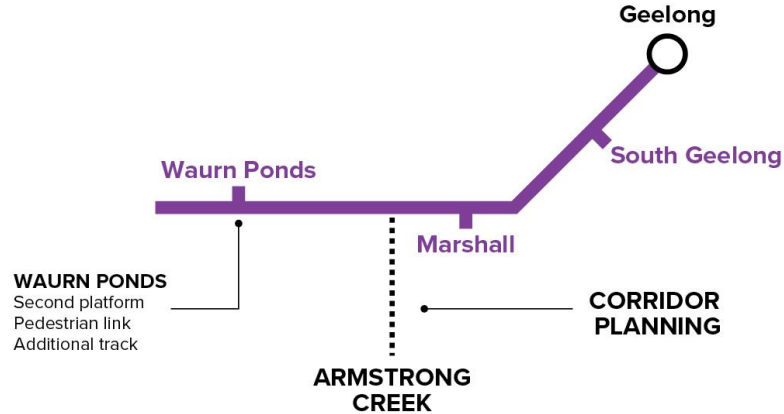 Geelong
South Geelong
Waurn Ponds
Marshall
WAURN PONDS
Second platform
Pedestrian link
Additional track
CORRIDOR
PLANNING
ARMSTRONG
CREEK